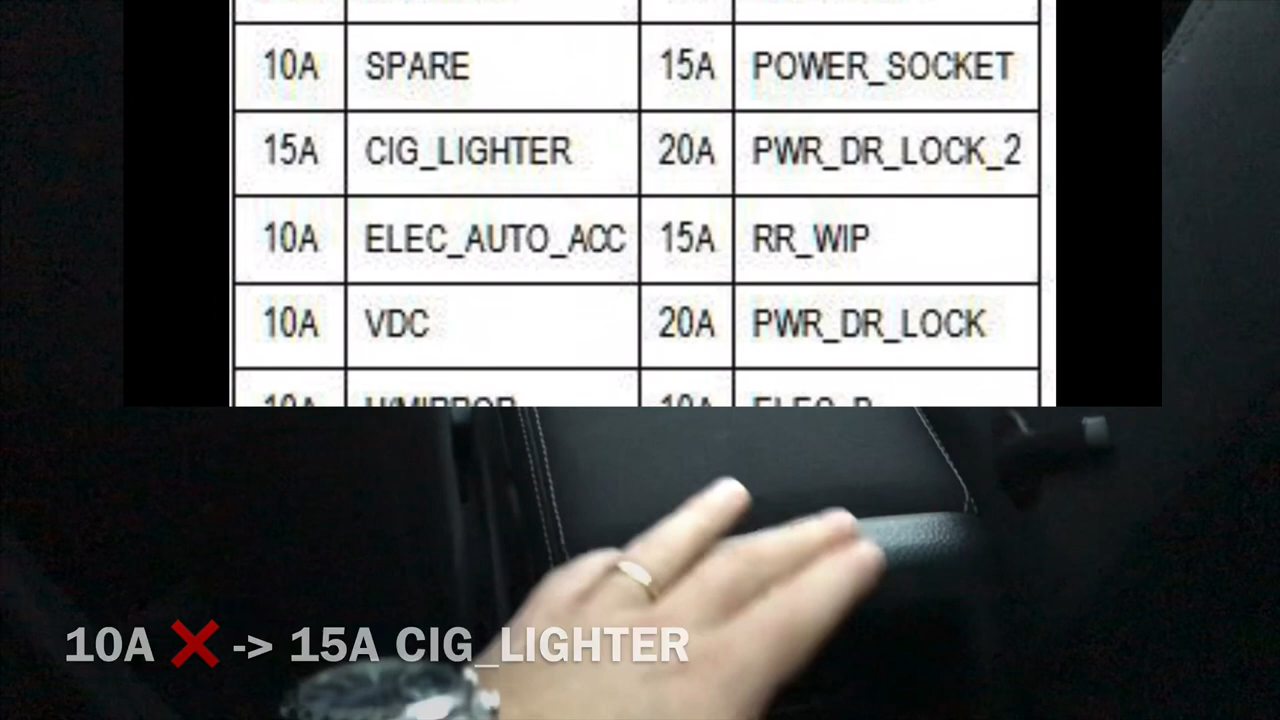 10A SPARE 15A POWER_SOCKET
15A CIG_LIGHTER 20A PWR_DR_LOCK_2
10A ELEC_AUTO_ACC 15A RR_WIP
10A VDC 20A PWR_DR_LOCK
10A ❌ -> 15A CIG_LIGHTER